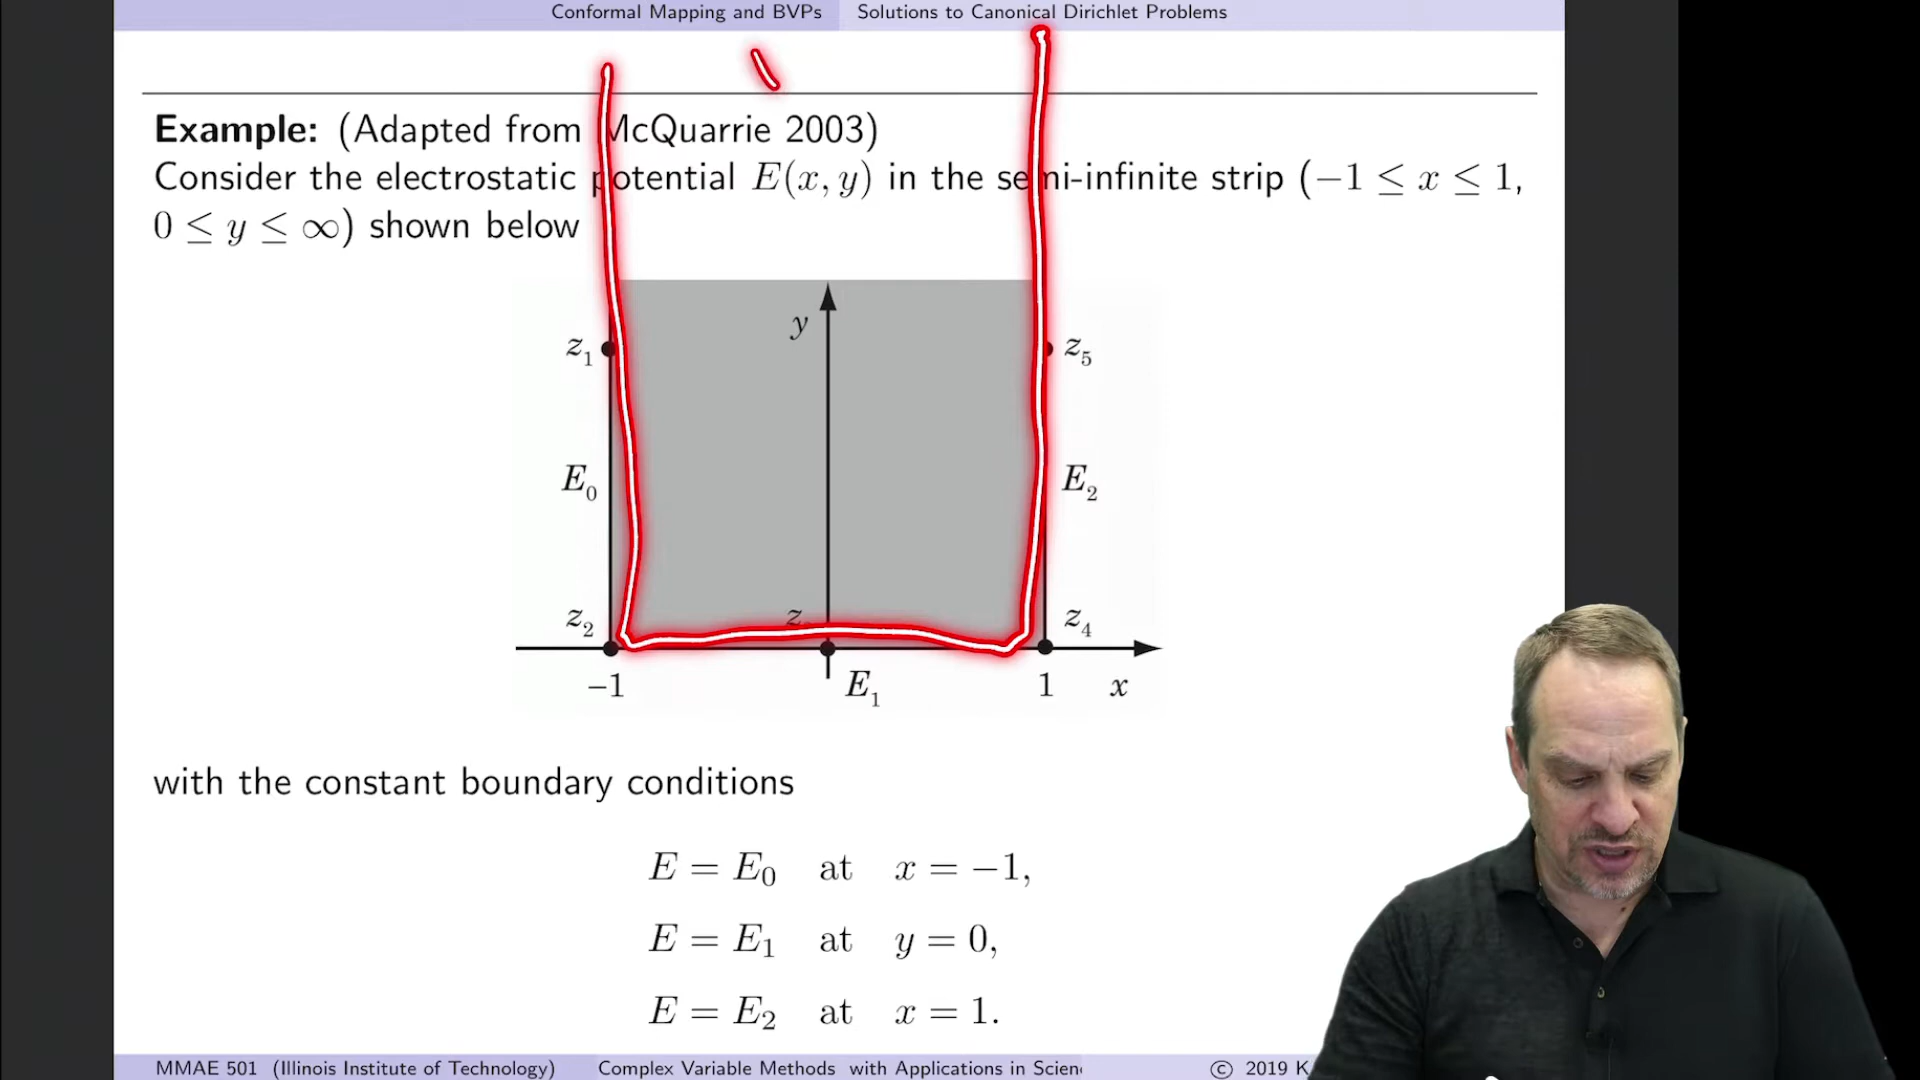 Conformal Mapping and BVPs Solutions to Canonical Dirichlet Problems
Example: (Adapted from McQuarrie 2003)
Consider the electrostatic potential E(x, y) in the semi-infinite strip (−1 ≤ x ≤ 1,
0 ≤ y ≤ ∞) shown below
y
z₁ z₅
E₀ E₂
z₂ z z₄
−1 E₁ 1 x
with the constant boundary conditions
E = E₀ at x = −1,
E = E₁ at y = 0,
E = E₂ at x = 1.
MMAE 501 (Illinois Institute of Technology) Complex Variable Methods with Applications in © 2019